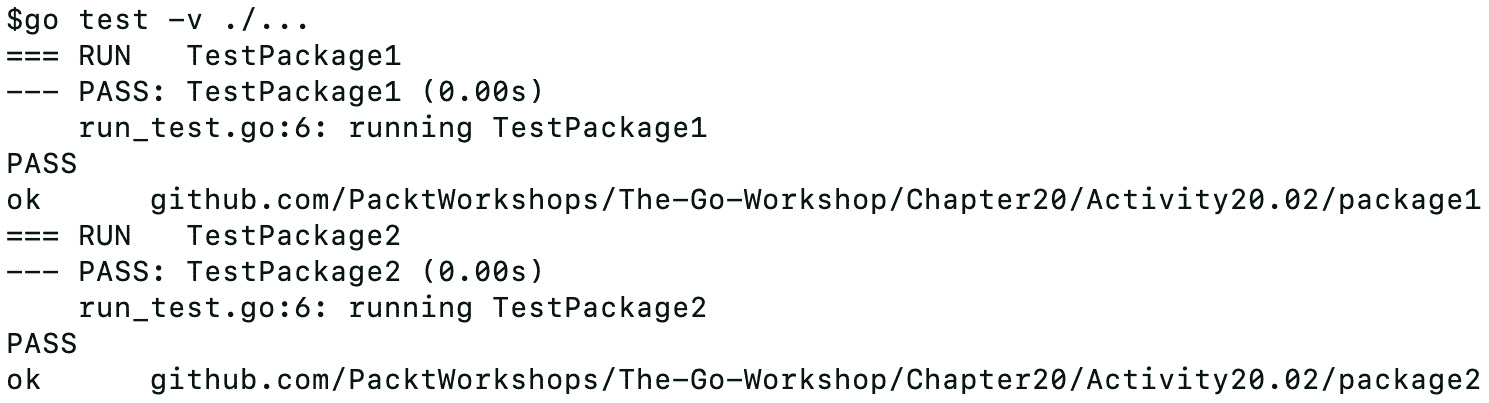 $go test -v ./...
=== RUN   TestPackage1
--- PASS: TestPackage1 (0.00s)
    run_test.go:6: running TestPackage1
PASS
ok      github.com/PacktWorkshops/The-Go-Workshop/Chapter20/Activity20.02/package1
=== RUN   TestPackage2
--- PASS: TestPackage2 (0.00s)
    run_test.go:6: running TestPackage2
PASS
ok      github.com/PacktWorkshops/The-Go-Workshop/Chapter20/Activity20.02/package2